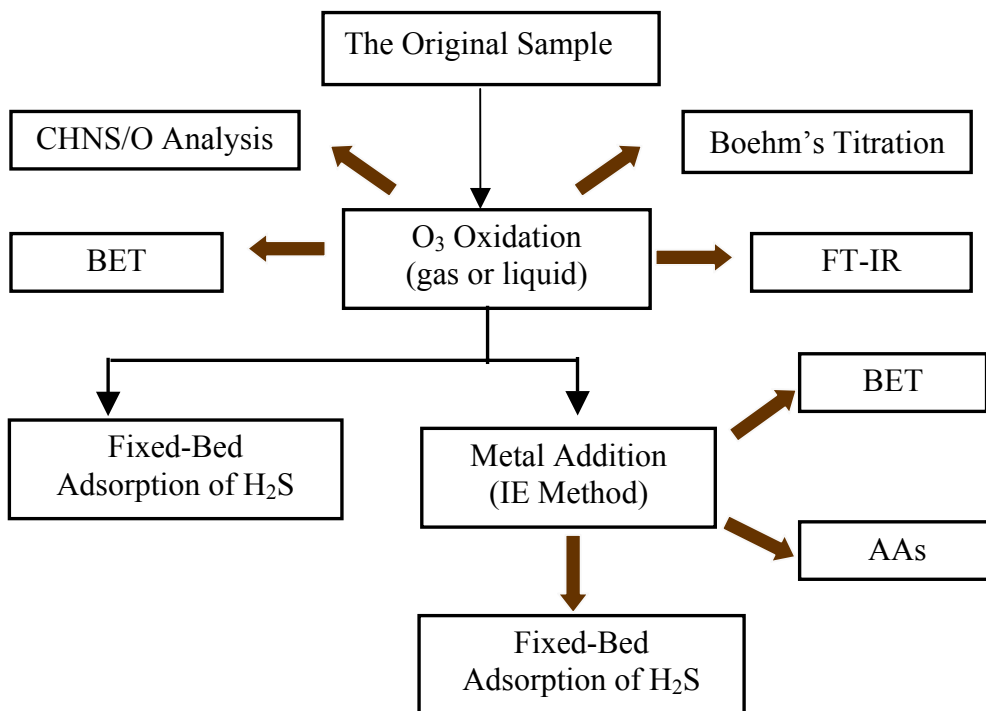 The Original Sample
CHNS/O Analysis
Boehm’s Titration
O₃ Oxidation
(gas or liquid)
BET
FT-IR
BET
Fixed-Bed
Adsorption of H₂S
Metal Addition
(IE Method)
AAs
Fixed-Bed
Adsorption of H₂S